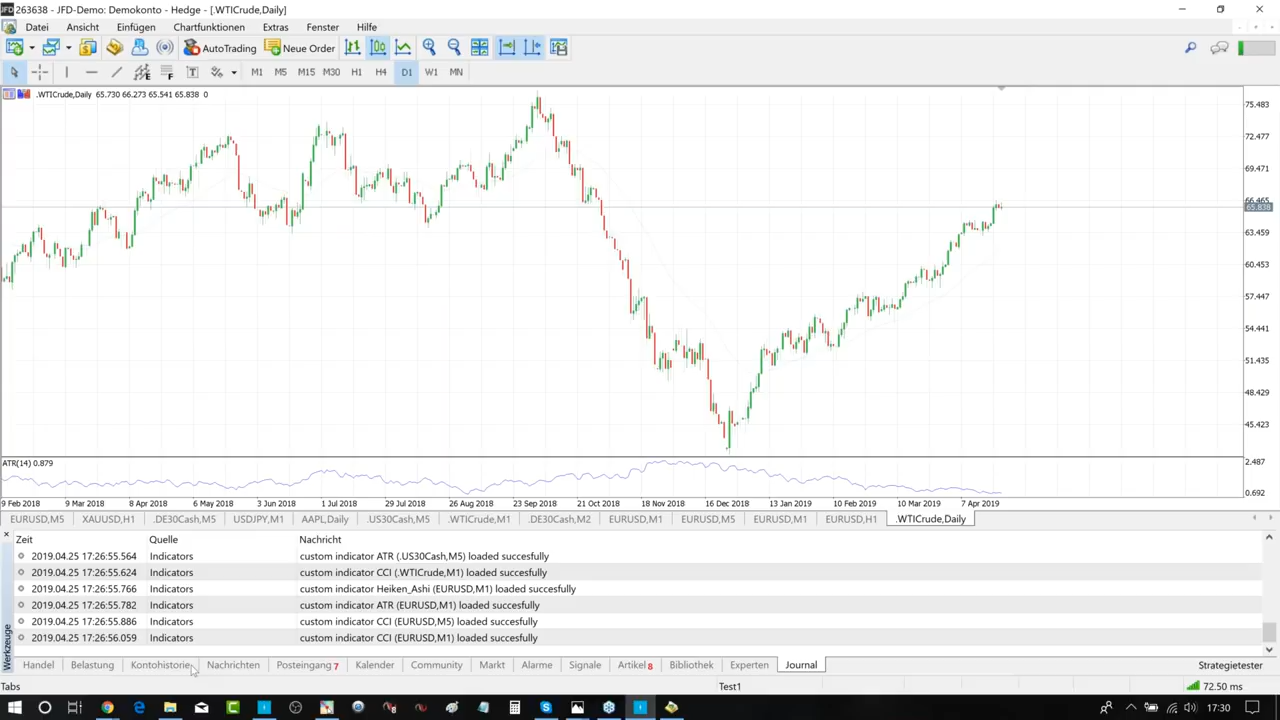 263638 - JFD-Demo: Demokonto - Hedge - [.WTICrude,Daily]
Datei Ansicht Einfügen Chartfunktionen Extras Fenster Hilfe
AutoTrading Neue Order
M1 M5 M15 M30 H1 H4 D1 W1 MN
.WTICrude,Daily 65.730 66.273 65.541 65.838 0
75.483
72.477
69.471
66.465
65.838
63.459
60.453
57.447
54.441
51.435
48.429
45.423
ATR(14) 0.879
2.487
0.692
9 Feb 2018 9 Mar 2018 8 Apr 2018 6 May 2018 3 Jun 2018 1 Jul 2018 29 Jul 2018 26 Aug 2018 23 Sep 2018 21 Oct 2018 18 Nov 2018 16 Dec 2018 13 Jan 2019 10 Feb 2019 10 Mar 2019 7 Apr 2019
EURUSD,M5 XAUUSD,H1 .DE30Cash,M5 USDJPY,M1 AAPL,Daily .US30Cash,M5 .WTICrude,M1 .DE30Cash,M2 EURUSD,M1 EURUSD,M5 EURUSD,M1 EURUSD,H1 .WTICrude,Daily
Zeit Quelle Nachricht
2019.04.25 17:26:55.564 Indicators custom indicator ATR (.US30Cash,M5) loaded succesfully
2019.04.25 17:26:55.624 Indicators custom indicator CCI (.WTICrude,M1) loaded succesfully
2019.04.25 17:26:55.766 Indicators custom indicator Heiken_Ashi (EURUSD,M1) loaded succesfully
2019.04.25 17:26:55.782 Indicators custom indicator ATR (EURUSD,M1) loaded succesfully
2019.04.25 17:26:55.886 Indicators custom indicator CCI (EURUSD,M5) loaded succesfully
2019.04.25 17:26:56.059 Indicators custom indicator CCI (EURUSD,M1) loaded succesfully
Werkzeuge
Handel Belastung Kontohistorie Nachrichten Posteingang 7 Kalender Community Markt Alarme Signale Artikel 8 Bibliothek Experten Journal Strategietester
Tabs Test1 72.50 ms
17:30